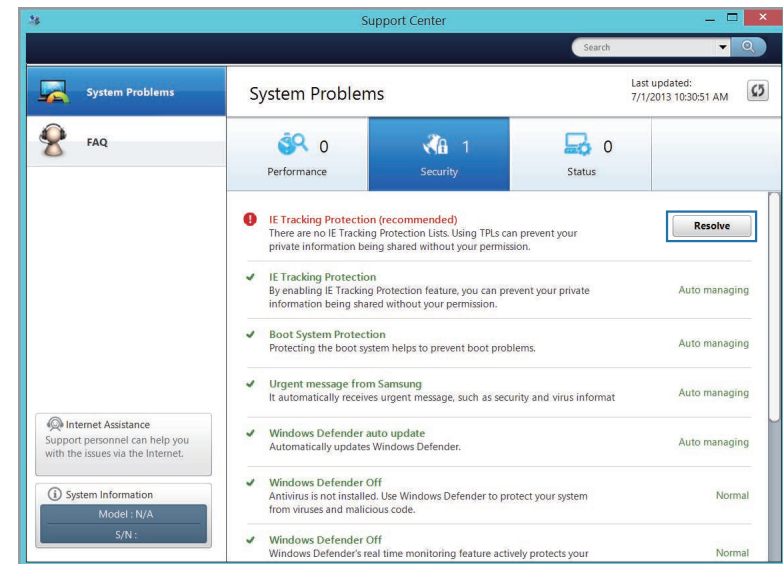 Support Center
Search
System Problems
FAQ
System Problems
Last updated:
7/1/2013 10:30:51 AM
0
Performance
1
Security
0
Status
IE Tracking Protection (recommended)
There are no IE Tracking Protection Lists. Using TPLs can prevent your
private information being shared without your permission.
Resolve
IE Tracking Protection
By enabling IE Tracking Protection feature, you can prevent your private
information being shared without your permission.
Auto managing
Boot System Protection
Protecting the boot system helps to prevent boot problems.
Auto managing
Urgent message from Samsung
It automatically receives urgent message, such as security and virus informat
Auto managing
Windows Defender auto update
Automatically updates Windows Defender.
Auto managing
Windows Defender Off
Antivirus is not installed. Use Windows Defender to protect your system
from viruses and malicious code.
Normal
Windows Defender Off
Windows Defender's real time monitoring feature actively protects your
Normal
Internet Assistance
Support personnel can help you
with the issues via the Internet.
System Information
Model : N/A
S/N :